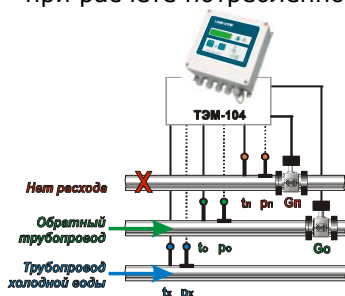 при расчете потребленно
ТЭМ-104
tп pп Gп
Нет расхода
Обратный
трубопровод
tо pо Gо
Трубопровод
холодной воды
tх pх